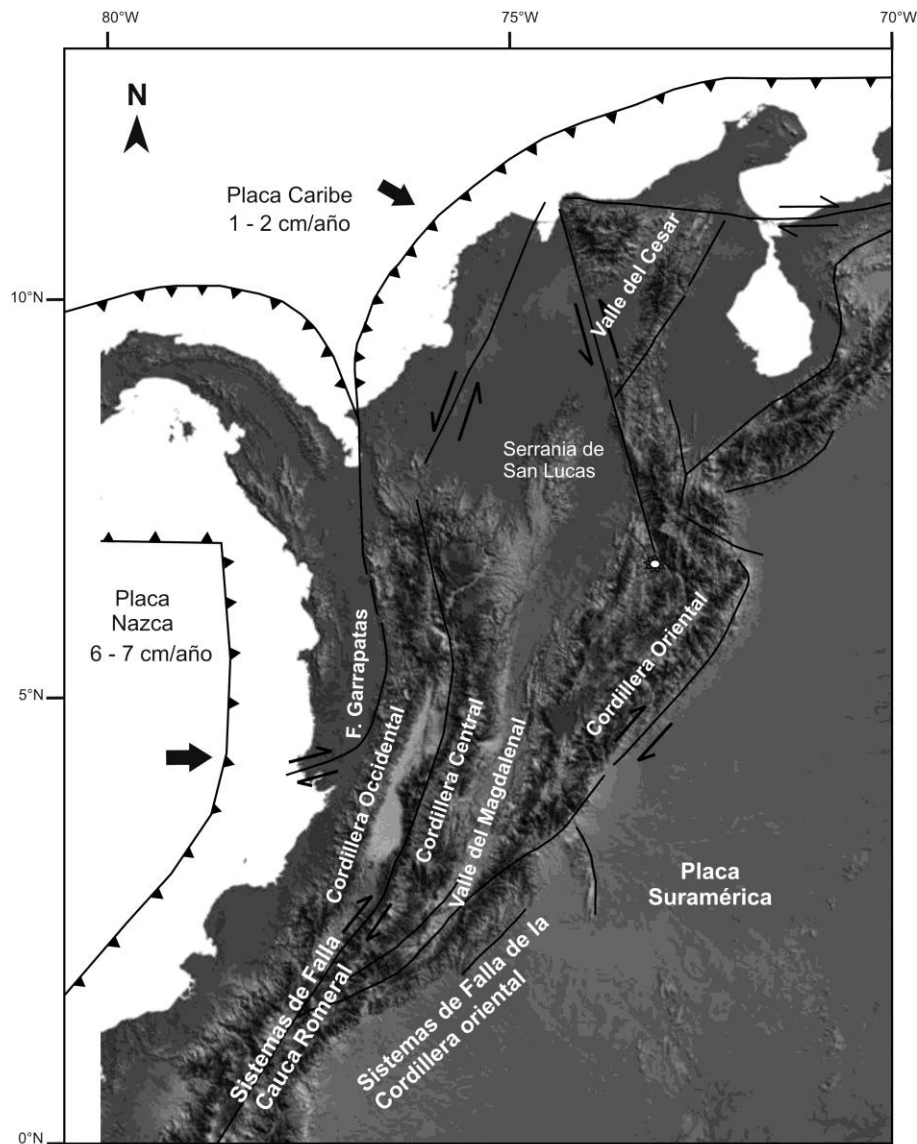 80°W
75°W
70°W
N
Placa Caribe
1 - 2 cm/año
Valle del Cesar
10°N
Serrania de
San Lucas
Placa
Nazca
6 - 7 cm/año
F. Garrapatas
Cordillera Oriental
5°N
Cordillera Occidental
Cordillera Central
Valle del Magdalenal
Placa
Suramérica
Sistemas de Falla
Cauca Romeral
Sistemas de Falla de la
Cordillera oriental
0°N